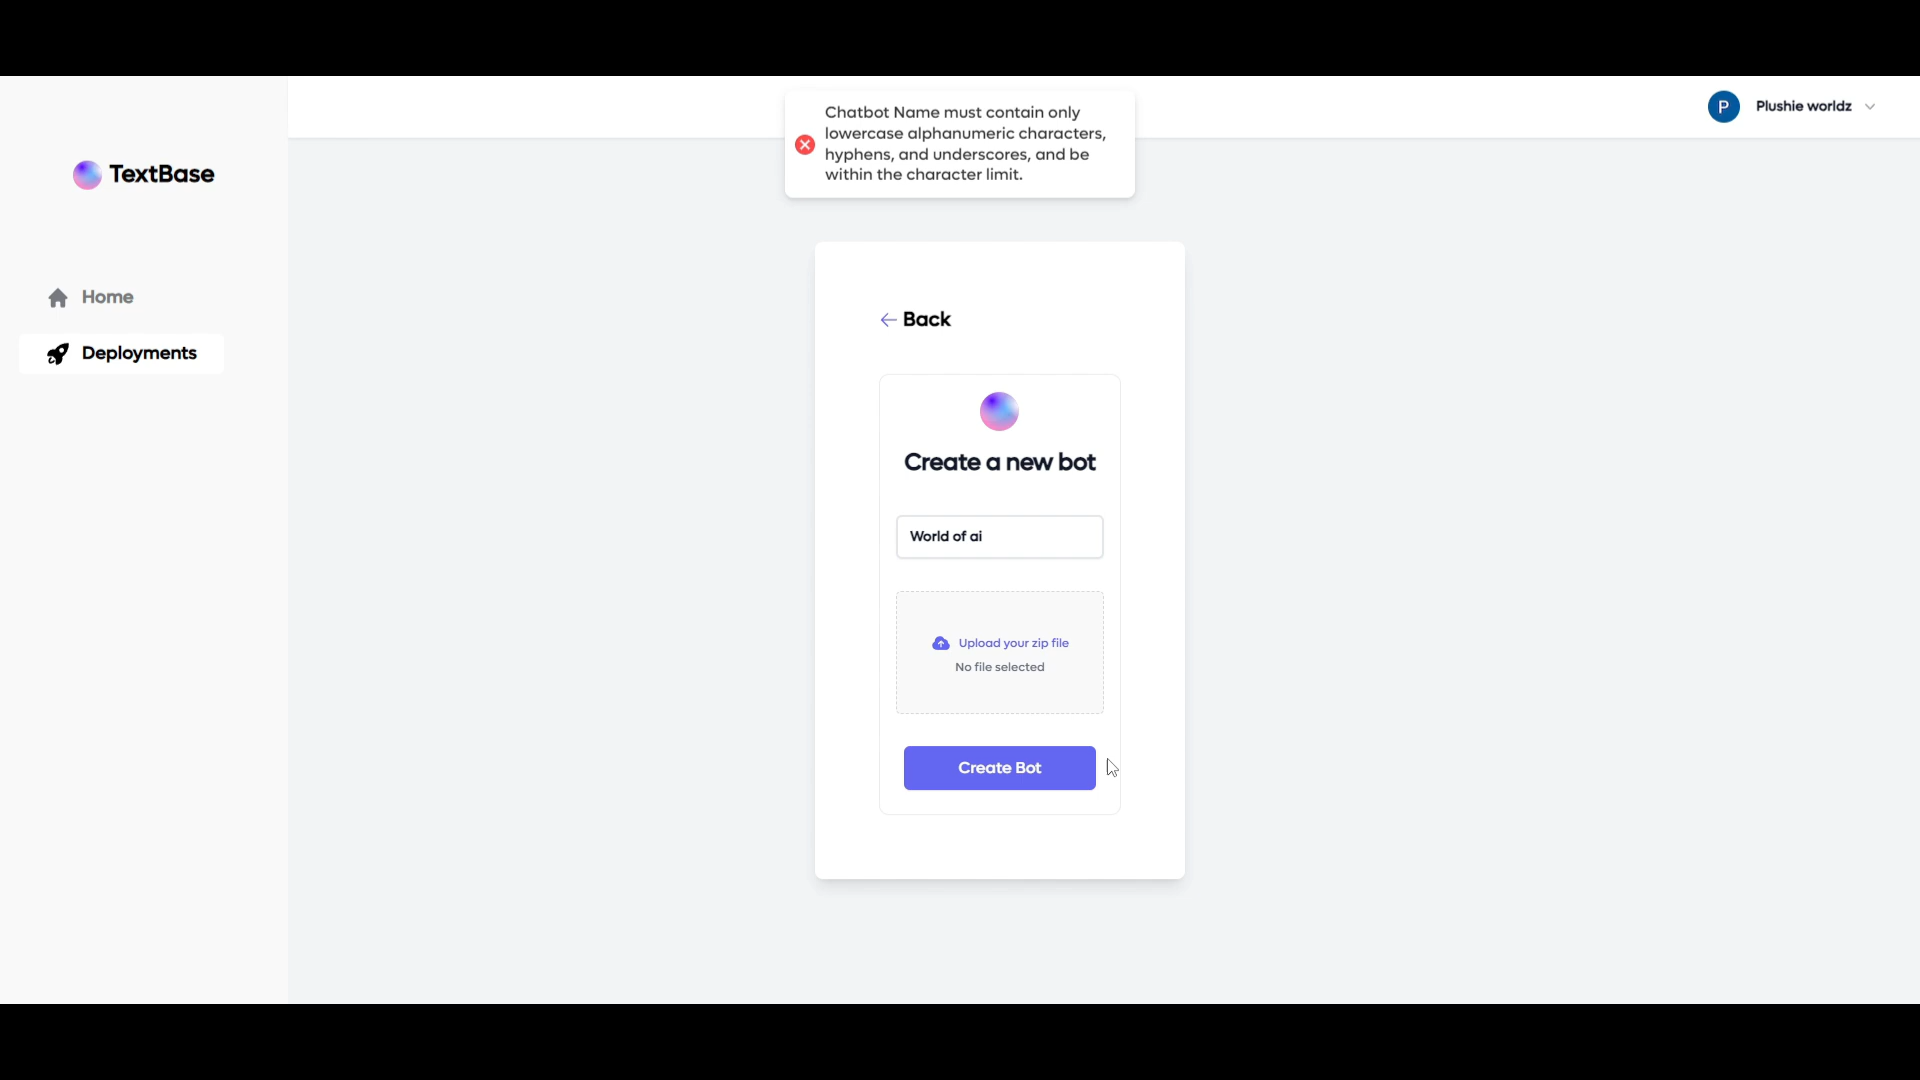 Chatbot Name must contain only
lowercase alphanumeric characters,
hyphens, and underscores, and be
within the character limit.
P Plushie worldz
TextBase
Home
Deployments
Back
Create a new bot
World of ai
Upload your zip file
No file selected
Create Bot